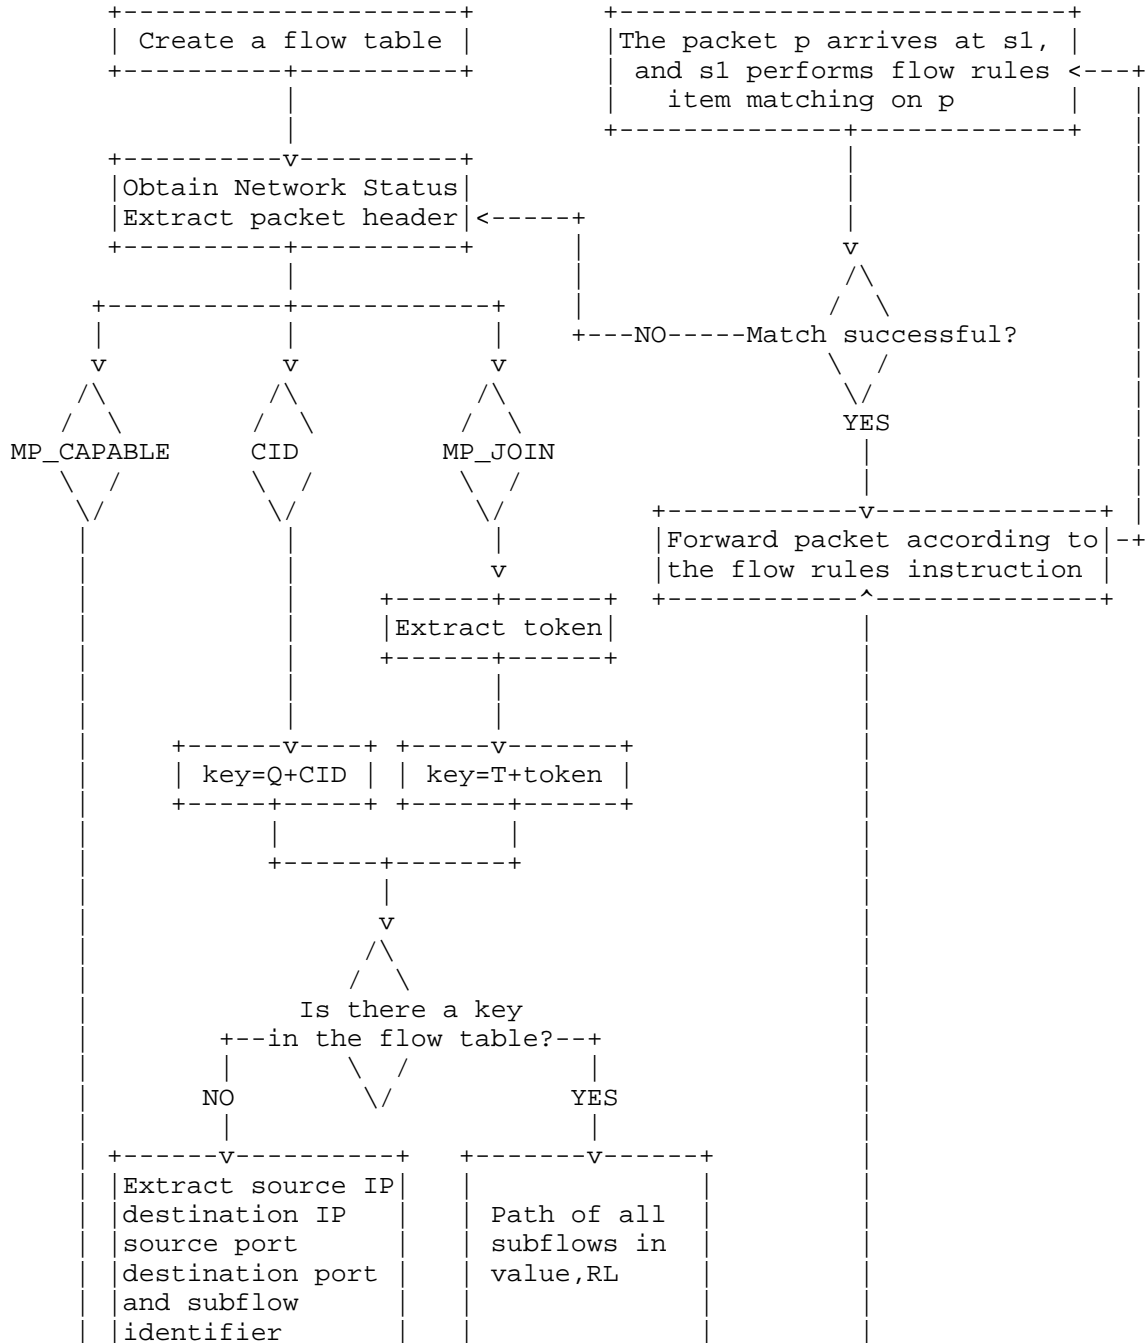 Create a flow table
The packet p arrives at s1,
and s1 performs flow rules
item matching on p
Obtain Network Status
Extract packet header
NO
Match successful?
YES
MP_CAPABLE
CID
MP_JOIN
Forward packet according to
the flow rules instruction
Extract token
key=Q+CID
key=T+token
Is there a key
in the flow table?
NO
YES
Extract source IP
destination IP
source port
destination port
and subflow
identifier
Path of all
subflows in
value,RL